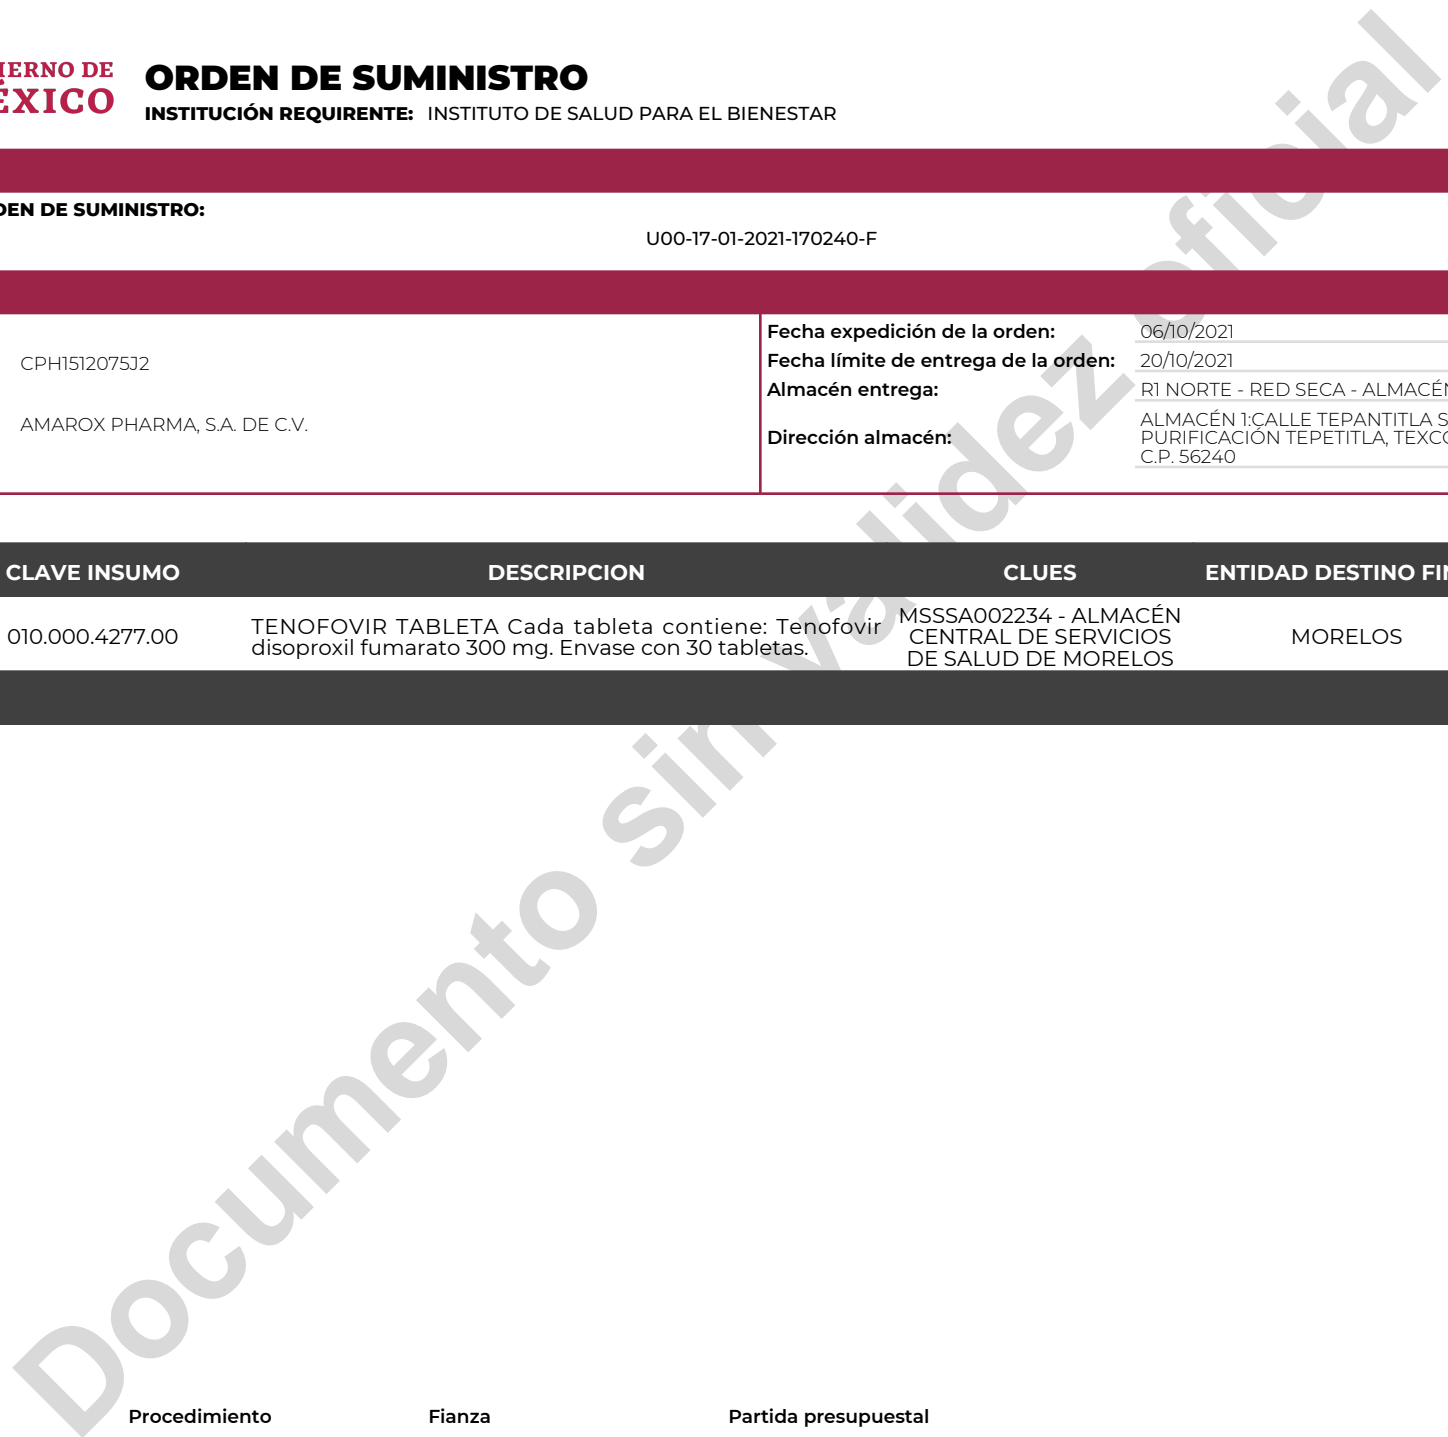 IERNO DE
ÉXICO
ORDEN DE SUMINISTRO
INSTITUCIÓN REQUIRENTE: INSTITUTO DE SALUD PARA EL BIENESTAR
DEN DE SUMINISTRO:
U00-17-01-2021-170240-F
CPH1512075J2
AMAROX PHARMA, S.A. DE C.V.
Fecha expedición de la orden: 06/10/2021
Fecha límite de entrega de la orden: 20/10/2021
Almacén entrega: R1 NORTE - RED SECA - ALMACÉN
Dirección almacén:
ALMACÉN 1:CALLE TEPANTITLA S
PURIFICACIÓN TEPETITLA, TEXCO
C.P. 56240
CLAVE INSUMO DESCRIPCION CLUES ENTIDAD DESTINO FIN
010.000.4277.00
TENOFOVIR TABLETA Cada tableta contiene: Tenofovir
disoproxil fumarato 300 mg. Envase con 30 tabletas.
MSSSA002234 - ALMACÉN
CENTRAL DE SERVICIOS
DE SALUD DE MORELOS
MORELOS
Documento sin validez oficial
Procedimiento Fianza Partida presupuestal